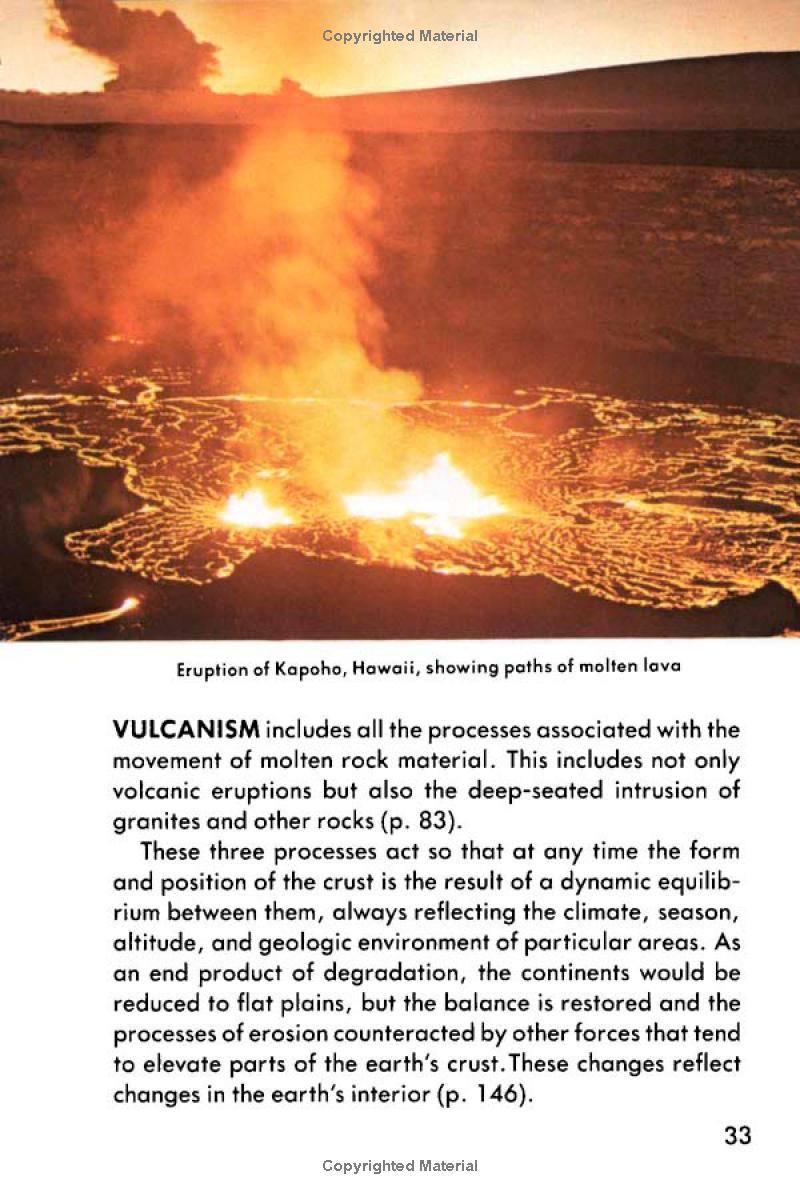 Copyrighted Material
Eruption of Kapoho, Hawaii, showing paths of molten lava
VULCANISM includes all the processes associated with the
movement of molten rock material. This includes not only
volcanic eruptions but also the deep-seated intrusion of
granites and other rocks (p. 83).
These three processes act so that at any time the form
and position of the crust is the result of a dynamic equilib-
rium between them, always reflecting the climate, season,
altitude, and geologic environment of particular areas. As
an end product of degradation, the continents would be
reduced to flat plains, but the balance is restored and the
processes of erosion counteracted by other forces that tend
to elevate parts of the earth's crust. These changes reflect
changes in the earth's interior (p. 146).
33
Copyrighted Material